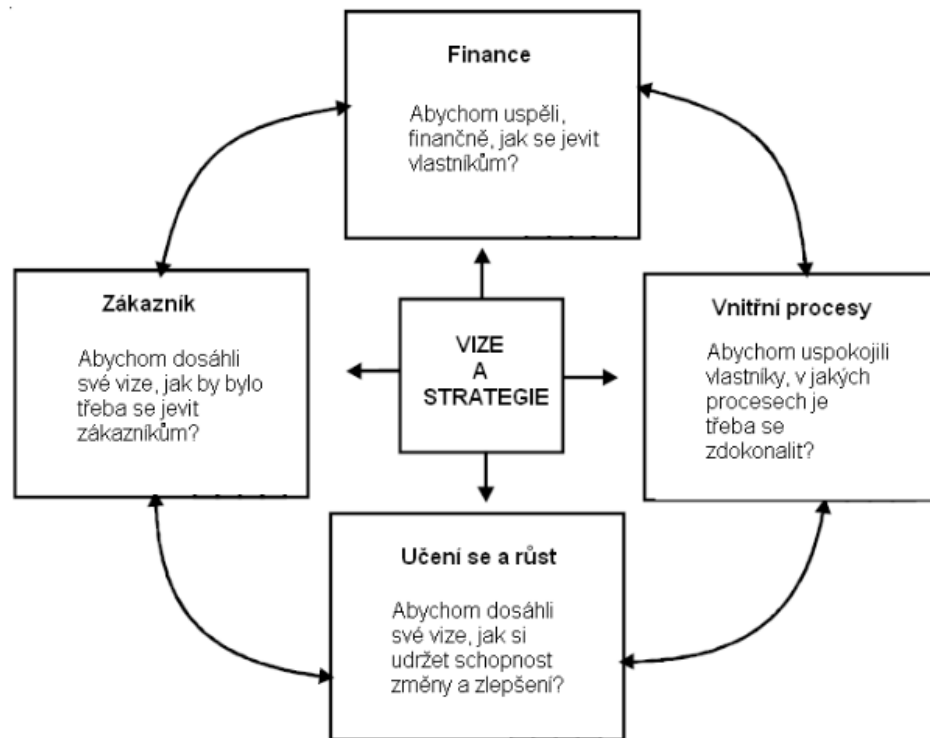 Finance
Abychom uspěli,
finančně, jak se jevit
vlastníkům?
Zákazník
Abychom dosáhli
své vize, jak by bylo
třeba se jevit
zákazníkům?
VIZE
A
STRATEGIE
Vnitřní procesy
Abychom uspokojili
vlastníky, v jakých
procesech je
třeba se
zdokonalit?
Učení se a růst
Abychom dosáhli
své vize, jak si
udržet schopnost
změny a zlepšení?